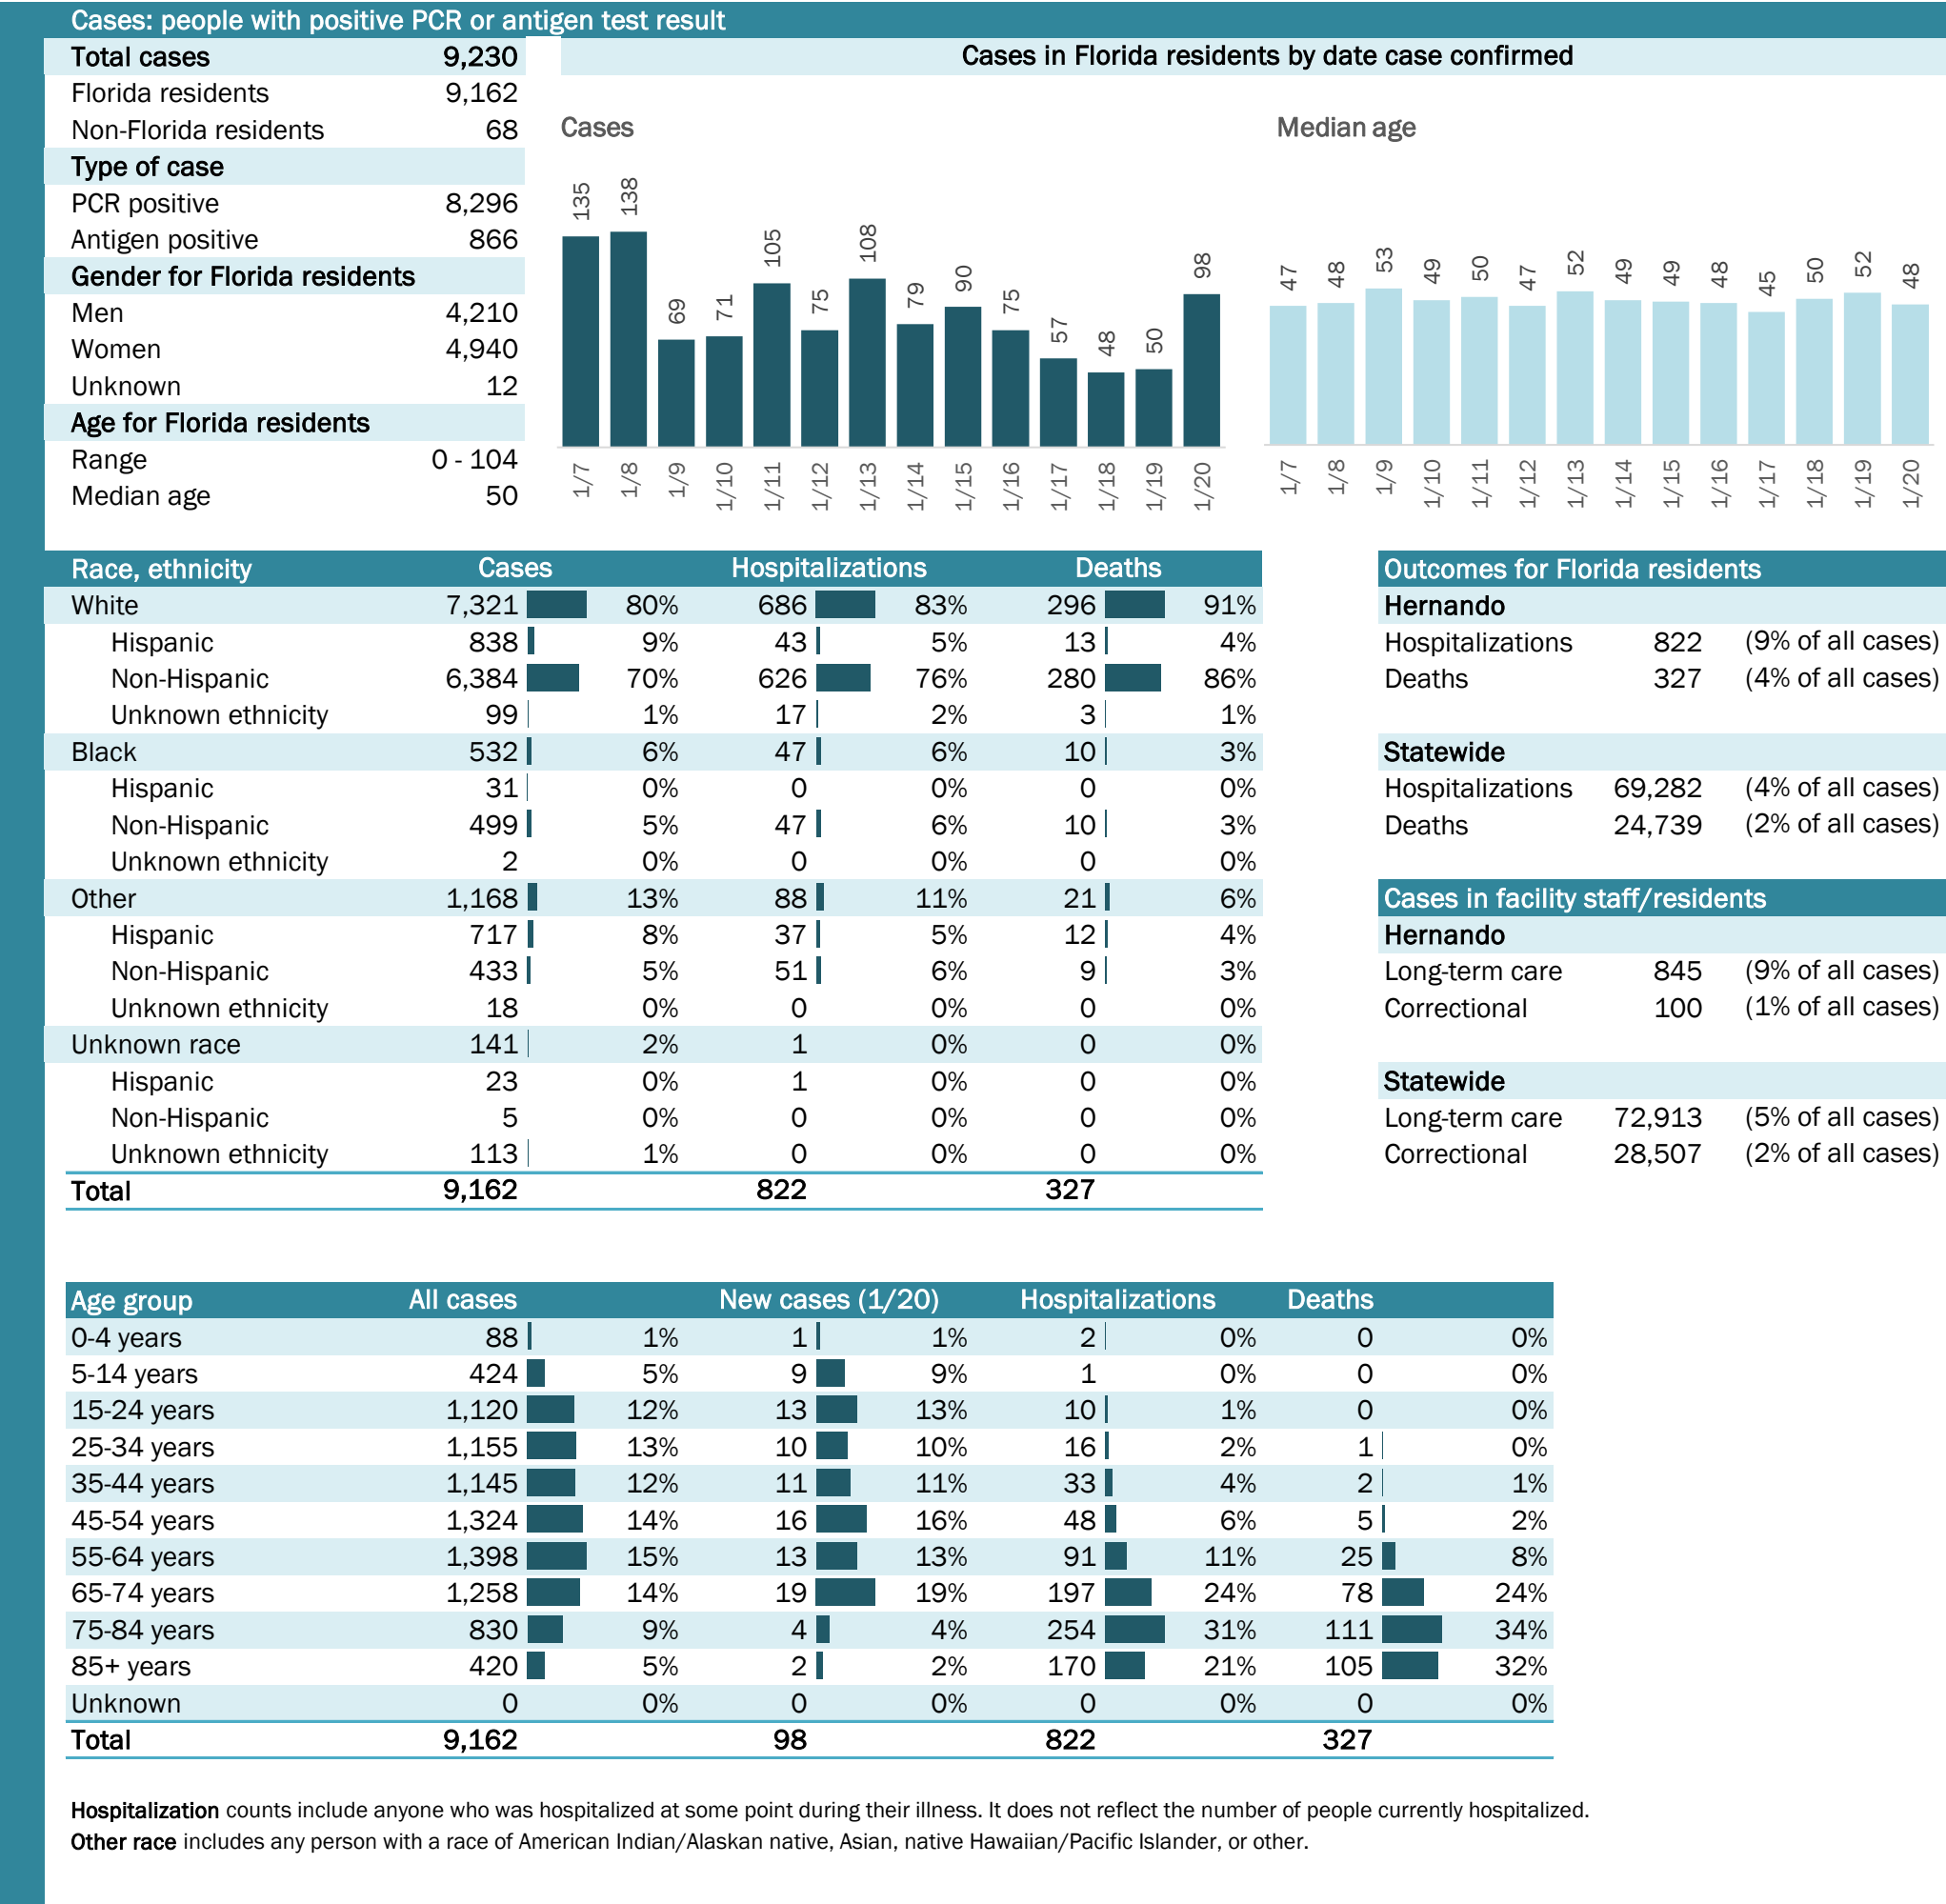 Cases: people with positive PCR or antigen test result
Total cases 9,230
Florida residents 9,162
Non-Florida residents 68
Type of case
PCR positive 8,296
Antigen positive 866
Gender for Florida residents
Men 4,210
Women 4,940
Unknown 12
Age for Florida residents
Range 0 - 104
Median age 50
Cases in Florida residents by date case confirmed
Cases
135 138 69 71 105 75 108 79 90 75 57 48 50 98
1/7 1/8 1/9 1/10 1/11 1/12 1/13 1/14 1/15 1/16 1/17 1/18 1/19 1/20
Median age
47 48 53 49 50 47 52 49 49 48 45 50 52 48
1/7 1/8 1/9 1/10 1/11 1/12 1/13 1/14 1/15 1/16 1/17 1/18 1/19 1/20
Race, ethnicity Cases Hospitalizations Deaths
White 7,321 80% 686 83% 296 91%
Hispanic 838 9% 43 5% 13 4%
Non-Hispanic 6,384 70% 626 76% 280 86%
Unknown ethnicity 99 1% 17 2% 3 1%
Black 532 6% 47 6% 10 3%
Hispanic 31 0% 0 0% 0 0%
Non-Hispanic 499 5% 47 6% 10 3%
Unknown ethnicity 2 0% 0 0% 0 0%
Other 1,168 13% 88 11% 21 6%
Hispanic 717 8% 37 5% 12 4%
Non-Hispanic 433 5% 51 6% 9 3%
Unknown ethnicity 18 0% 0 0% 0 0%
Unknown race 141 2% 1 0% 0 0%
Hispanic 23 0% 1 0% 0 0%
Non-Hispanic 5 0% 0 0% 0 0%
Unknown ethnicity 113 1% 0 0% 0 0%
Total 9,162 822 327
Outcomes for Florida residents
Hernando
Hospitalizations 822 (9% of all cases)
Deaths 327 (4% of all cases)
Statewide
Hospitalizations 69,282 (4% of all cases)
Deaths 24,739 (2% of all cases)
Cases in facility staff/residents
Hernando
Long-term care 845 (9% of all cases)
Correctional 100 (1% of all cases)
Statewide
Long-term care 72,913 (5% of all cases)
Correctional 28,507 (2% of all cases)
Age group All cases New cases (1/20) Hospitalizations Deaths
0-4 years 88 1% 1 1% 2 0% 0 0%
5-14 years 424 5% 9 9% 1 0% 0 0%
15-24 years 1,120 12% 13 13% 10 1% 0 0%
25-34 years 1,155 13% 10 10% 16 2% 1 0%
35-44 years 1,145 12% 11 11% 33 4% 2 1%
45-54 years 1,324 14% 16 16% 48 6% 5 2%
55-64 years 1,398 15% 13 13% 91 11% 25 8%
65-74 years 1,258 14% 19 19% 197 24% 78 24%
75-84 years 830 9% 4 4% 254 31% 111 34%
85+ years 420 5% 2 2% 170 21% 105 32%
Unknown 0 0% 0 0% 0 0% 0 0%
Total 9,162 98 822 327
Hospitalization counts include anyone who was hospitalized at some point during their illness. It does not reflect the number of people currently hospitalized.
Other race includes any person with a race of American Indian/Alaskan native, Asian, native Hawaiian/Pacific Islander, or other.